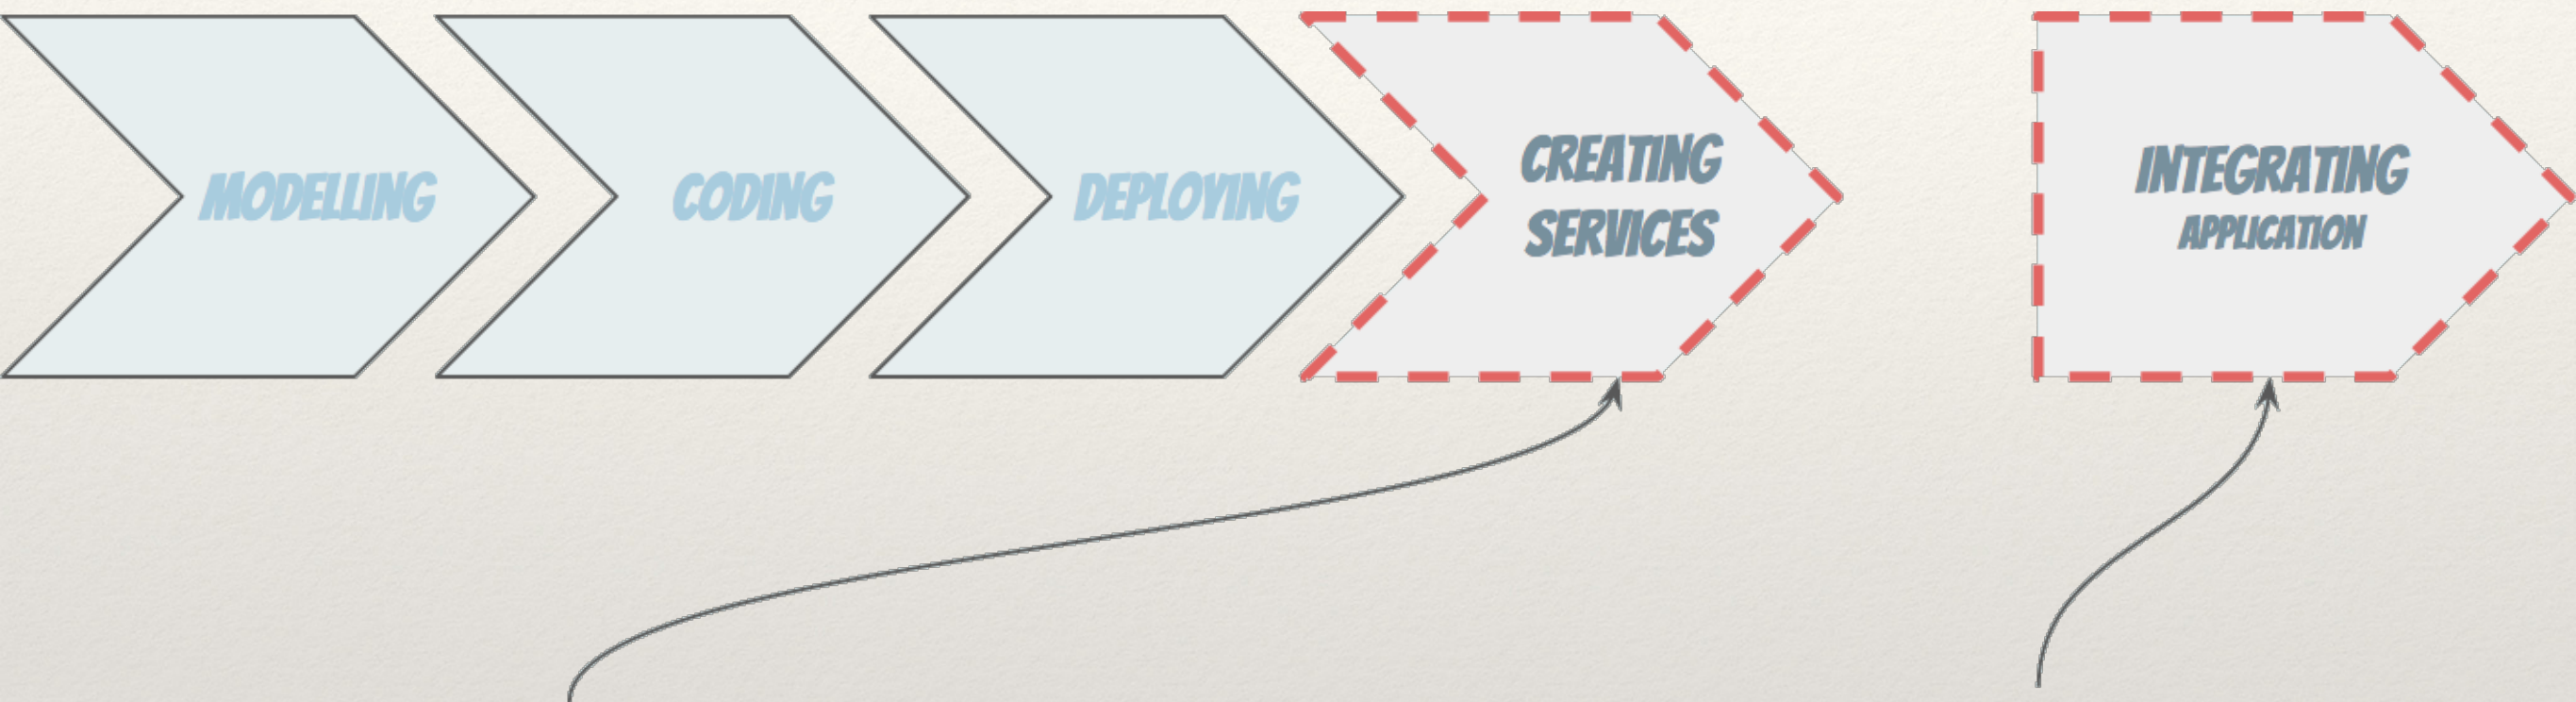 MODELLING
CODING
DEPLOYING
CREATING
SERVICES
INTEGRATING
APPLICATION